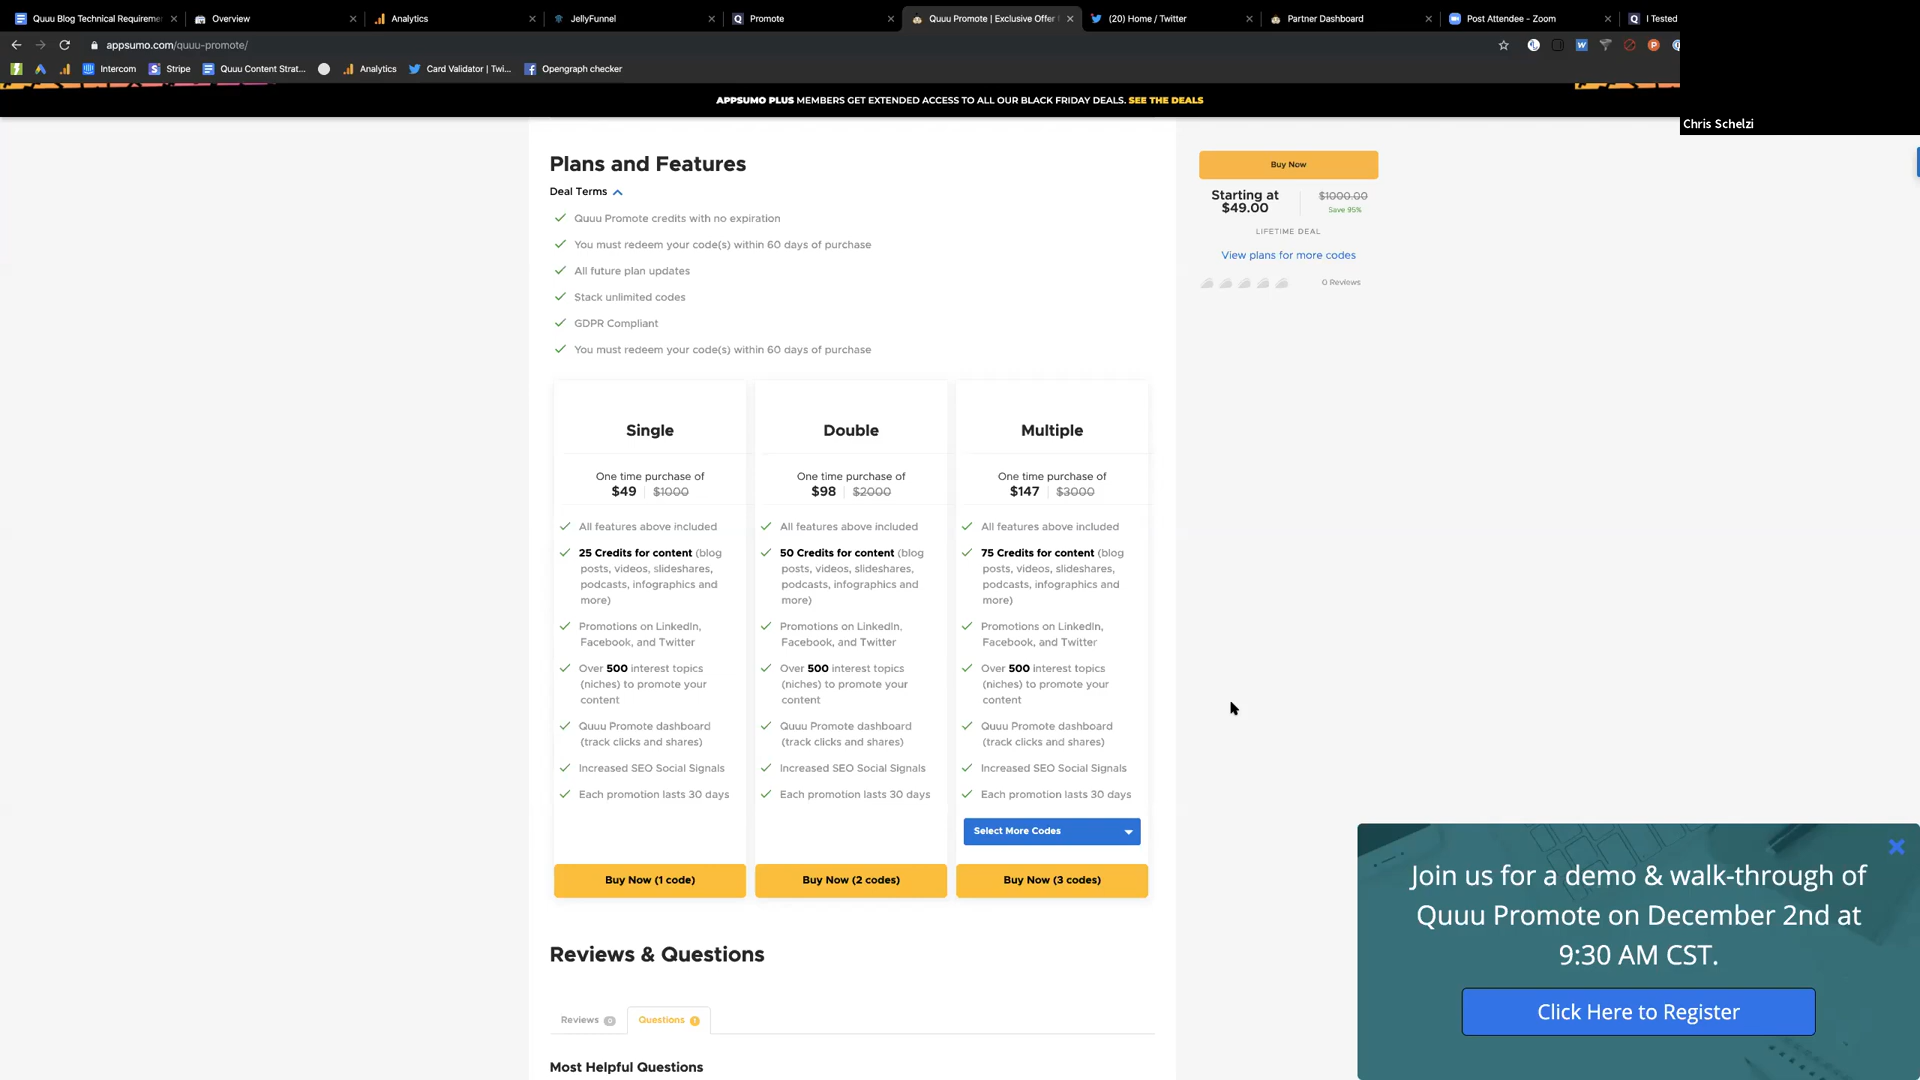 Quuu Blog Technical Requireme
Overview
Analytics
JellyFunnel
Promote
Quuu Promote | Exclusive Offer
(20) Home / Twitter
Partner Dashboard
Post Attendee - Zoom
I Tested
appsumo.com/quuu-promote/
Intercom
Stripe
Quuu Content Strat...
Analytics
Card Validator | Twi...
Opengraph checker
APPSUMO PLUS MEMBERS GET EXTENDED ACCESS TO ALL OUR BLACK FRIDAY DEALS. SEE THE DEALS
Chris Schelzi
Plans and Features
Deal Terms
Quuu Promote credits with no expiration
You must redeem your code(s) within 60 days of purchase
All future plan updates
Stack unlimited codes
GDPR Compliant
You must redeem your code(s) within 60 days of purchase
Buy Now
Starting at
$49.00
$1000.00
Save 95%
LIFETIME DEAL
View plans for more codes
0 Reviews
Single
One time purchase of
$49 | $1000
All features above included
25 Credits for content (blog
posts, videos, slideshares,
podcasts, infographics and
more)
Promotions on LinkedIn,
Facebook, and Twitter
Over 500 interest topics
(niches) to promote your
content
Quuu Promote dashboard
(track clicks and shares)
Increased SEO Social Signals
Each promotion lasts 30 days
Buy Now (1 code)
Double
One time purchase of
$98 | $2000
All features above included
50 Credits for content (blog
posts, videos, slideshares,
podcasts, infographics and
more)
Promotions on LinkedIn,
Facebook, and Twitter
Over 500 interest topics
(niches) to promote your
content
Quuu Promote dashboard
(track clicks and shares)
Increased SEO Social Signals
Each promotion lasts 30 days
Buy Now (2 codes)
Multiple
One time purchase of
$147 | $3000
All features above included
75 Credits for content (blog
posts, videos, slideshares,
podcasts, infographics and
more)
Promotions on LinkedIn,
Facebook, and Twitter
Over 500 interest topics
(niches) to promote your
content
Quuu Promote dashboard
(track clicks and shares)
Increased SEO Social Signals
Each promotion lasts 30 days
Select More Codes
Buy Now (3 codes)
Reviews & Questions
Reviews 0
Questions 1
Most Helpful Questions
Join us for a demo & walk-through of
Quuu Promote on December 2nd at
9:30 AM CST.
Click Here to Register